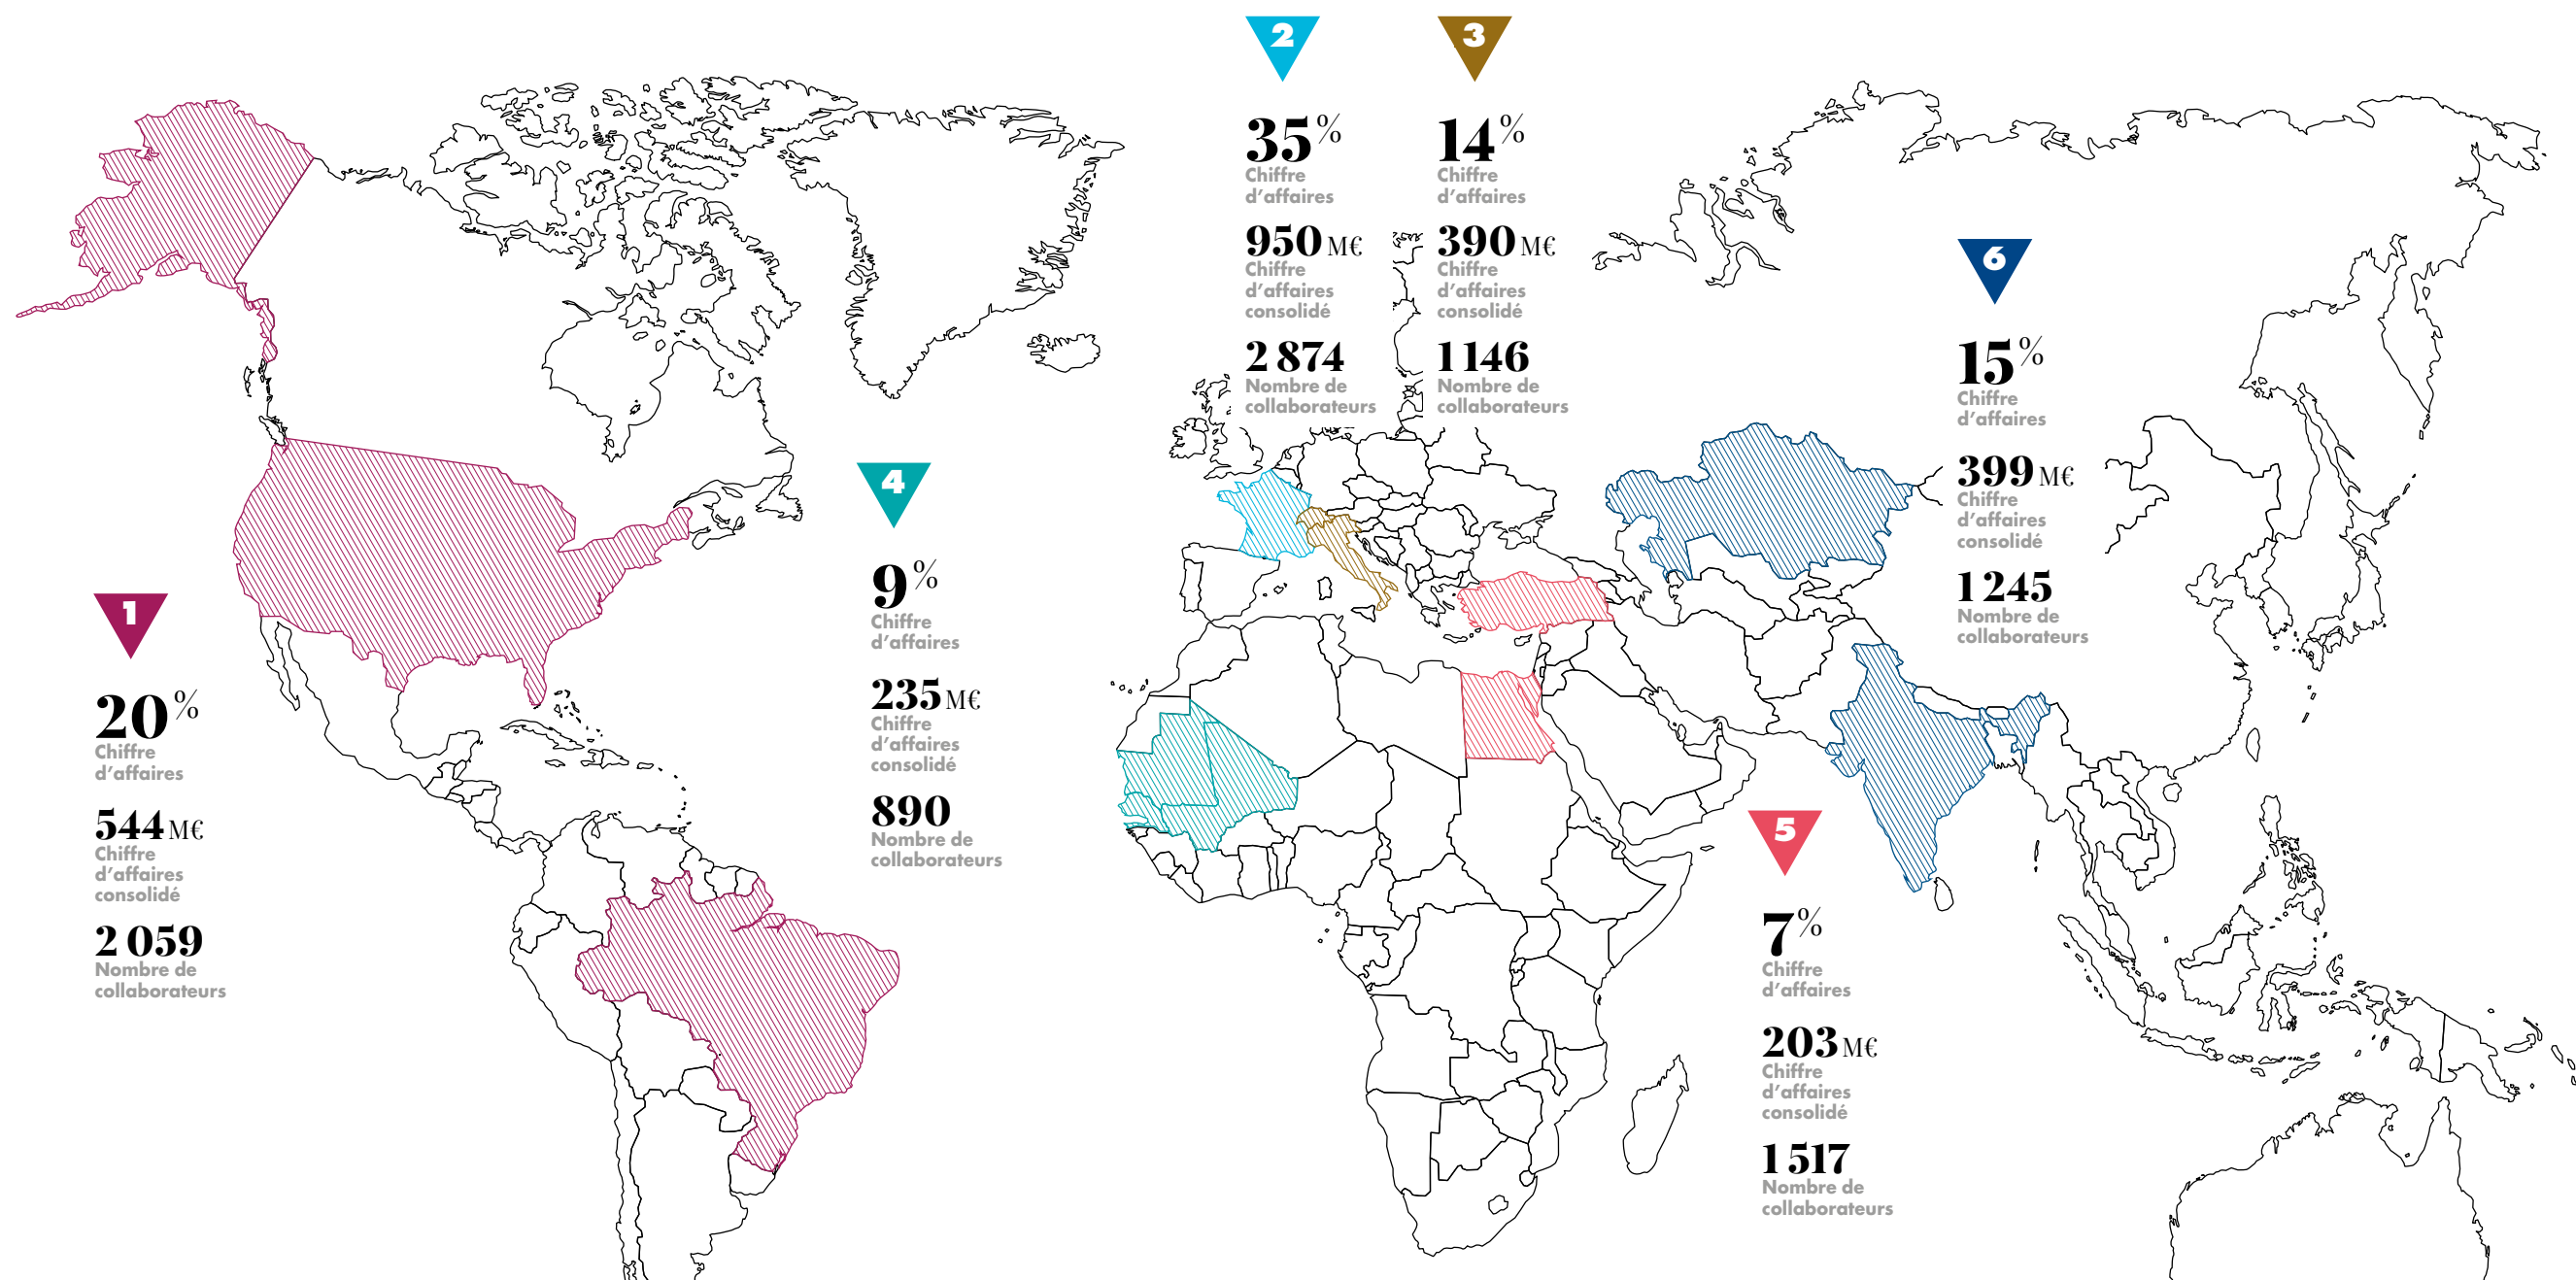 1
20%
Chiffre
d’affaires
544 M€
Chiffre
d’affaires
consolidé
2 059
Nombre de
collaborateurs
2
35%
Chiffre
d’affaires
950 M€
Chiffre
d’affaires
consolidé
2 874
Nombre de
collaborateurs
3
14%
Chiffre
d’affaires
390 M€
Chiffre
d’affaires
consolidé
1 146
Nombre de
collaborateurs
4
9%
Chiffre
d’affaires
235 M€
Chiffre
d’affaires
consolidé
890
Nombre de
collaborateurs
5
7%
Chiffre
d’affaires
203 M€
Chiffre
d’affaires
consolidé
1 517
Nombre de
collaborateurs
6
15%
Chiffre
d’affaires
399 M€
Chiffre
d’affaires
consolidé
1 245
Nombre de
collaborateurs